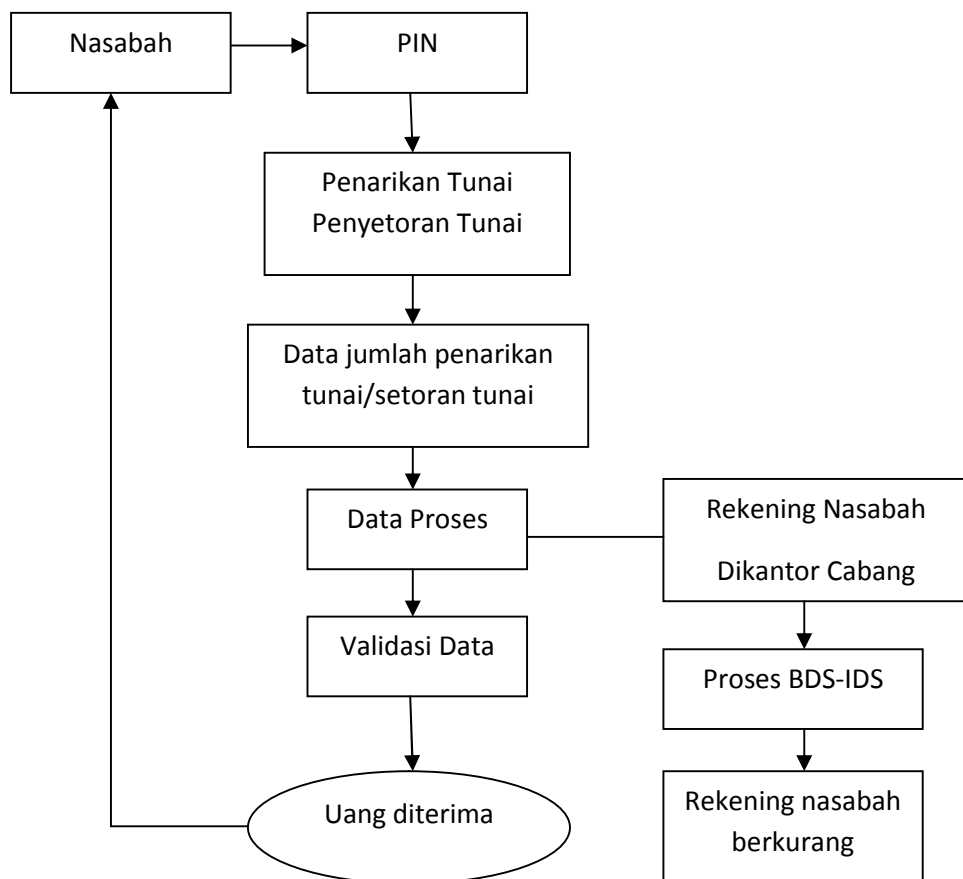 Nasabah
PIN
Penarikan Tunai
Penyetoran Tunai
Data jumlah penarikan
tunai/setoran tunai
Data Proses
Rekening Nasabah
Dikantor Cabang
Validasi Data
Proses BDS-IDS
Uang diterima
Rekening nasabah
berkurang